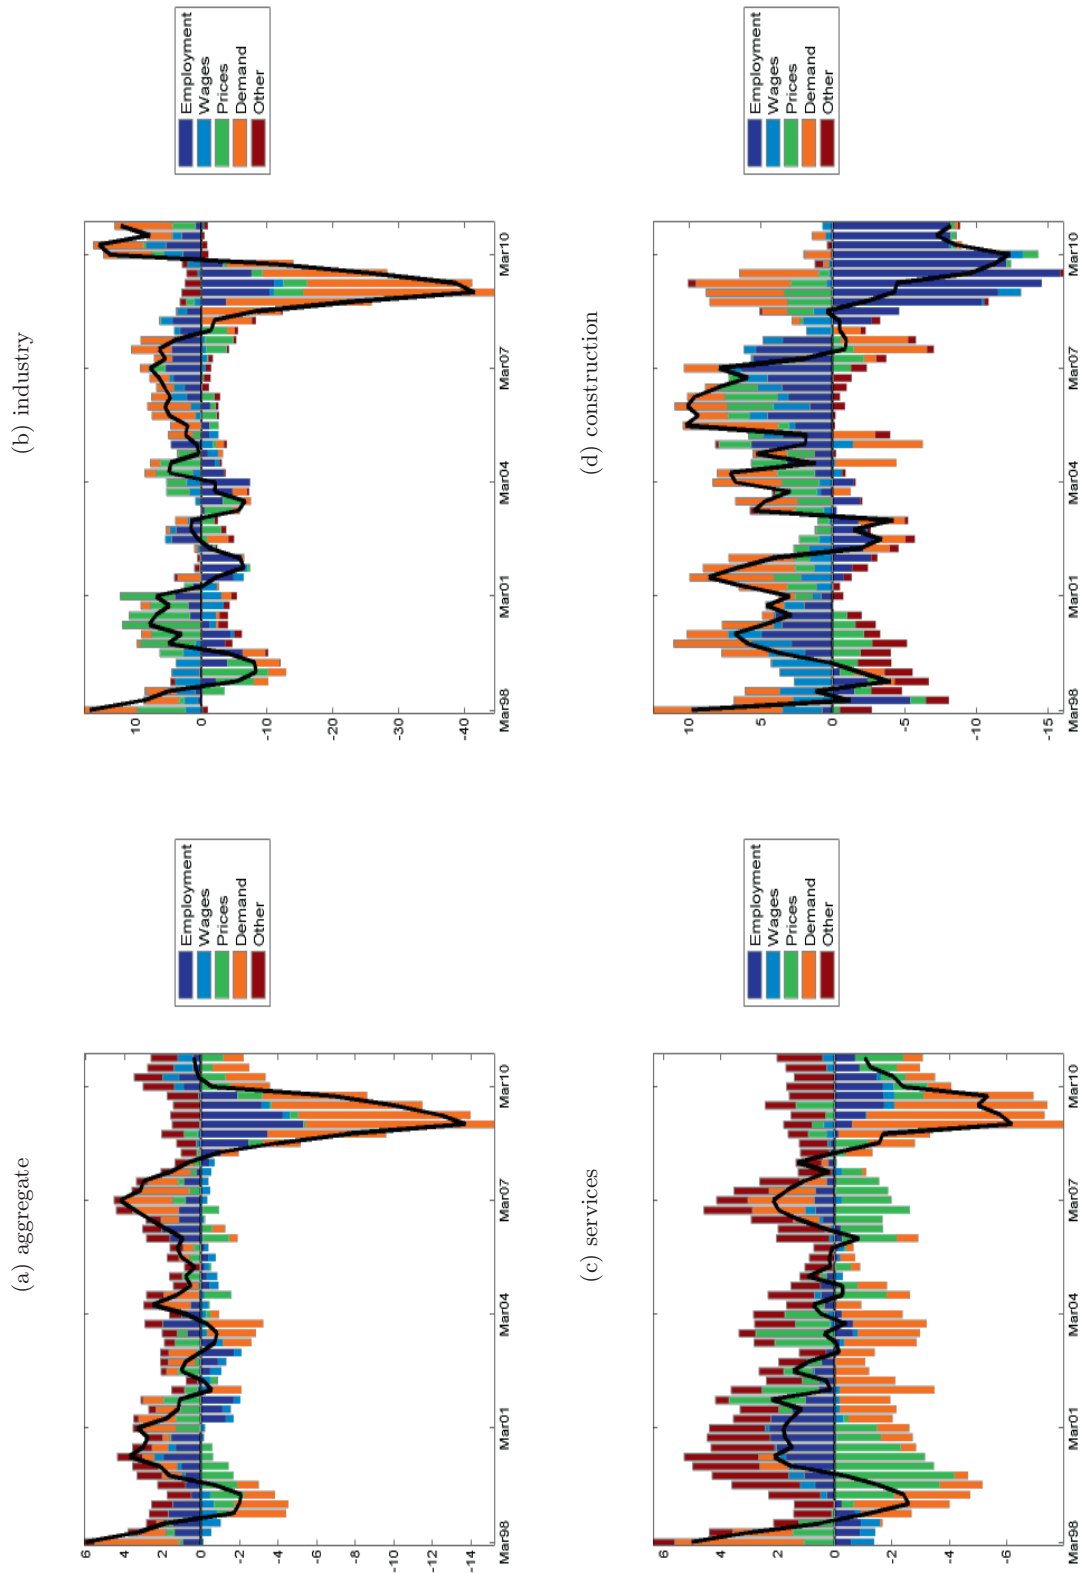 (a) aggregate
6
4
2
0
-2
-4
-6
-8
-10
-12
-14
Mar98
Mar01
Mar04
Mar07
Mar10
Employment
Wages
Prices
Demand
Other
(b) industry
10
0
-10
-20
-30
-40
Mar98
Mar01
Mar04
Mar07
Mar10
Employment
Wages
Prices
Demand
Other
(c) services
6
4
2
0
-2
-4
-6
Mar98
Mar01
Mar04
Mar07
Mar10
Employment
Wages
Prices
Demand
Other
(d) construction
10
5
0
-5
-10
-15
Mar98
Mar01
Mar04
Mar07
Mar10
Employment
Wages
Prices
Demand
Other